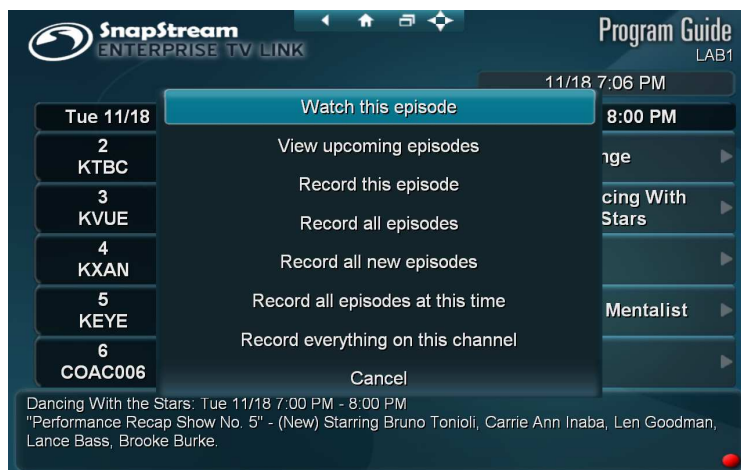 SnapStream
ENTERPRISE TV LINK
Program Guide
LAB1
11/18 7:06 PM
Tue 11/18
8:00 PM
2
KTBC
nge
3
KVUE
cing With
Stars
4
KXAN
5
KEYE
Mentalist
6
COAC006
Watch this episode
View upcoming episodes
Record this episode
Record all episodes
Record all new episodes
Record all episodes at this time
Record everything on this channel
Cancel
Dancing With the Stars: Tue 11/18 7:00 PM - 8:00 PM
"Performance Recap Show No. 5" - (New) Starring Bruno Tonioli, Carrie Ann Inaba, Len Goodman,
Lance Bass, Brooke Burke.